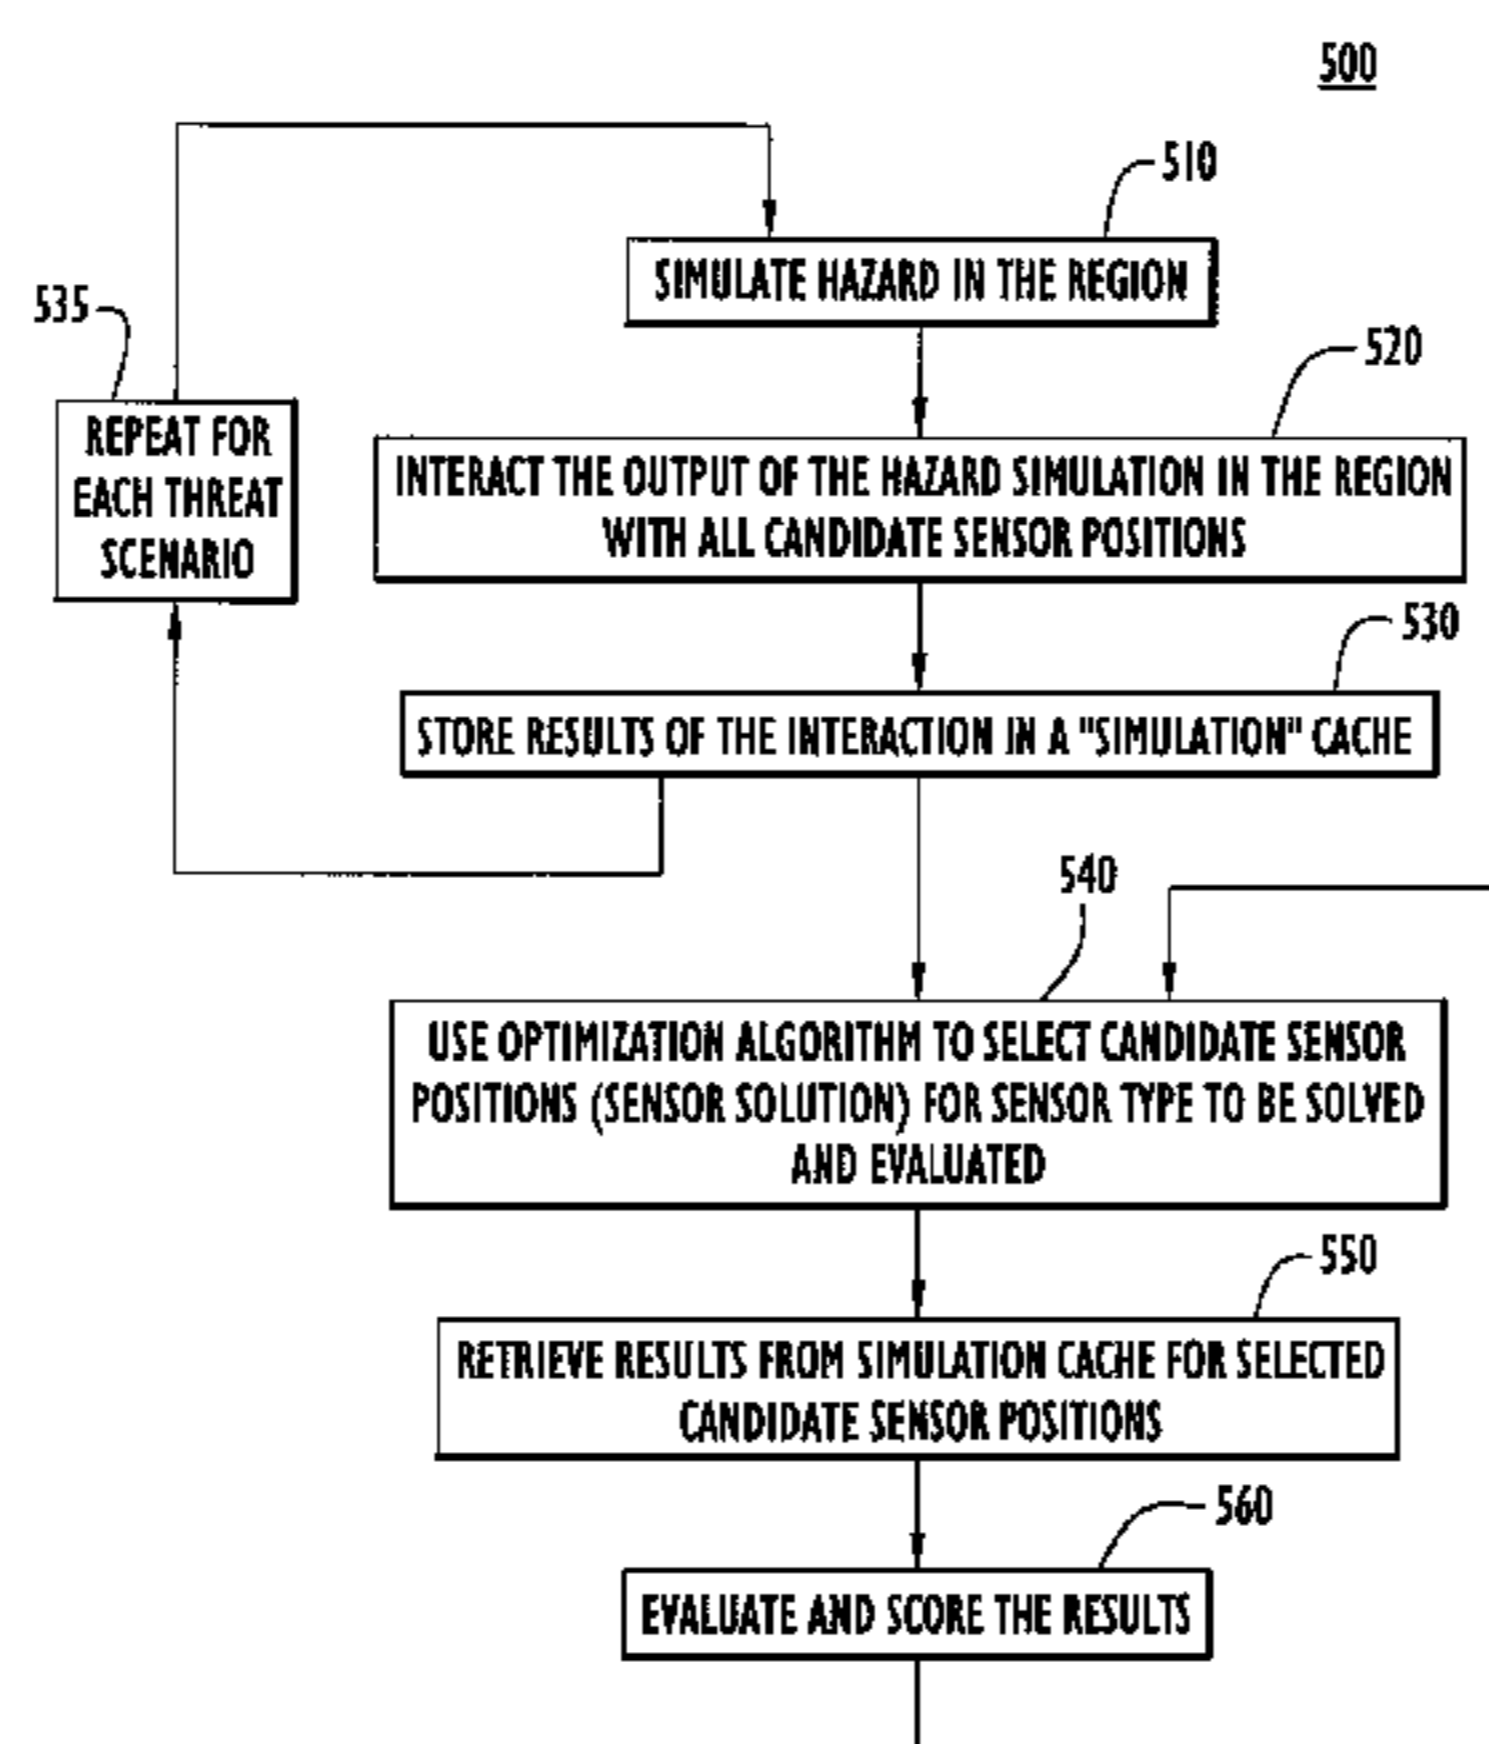 500
510
SIMULATE HAZARD IN THE REGION
535
520
REPEAT FOR
EACH THREAT
SCENARIO
INTERACT THE OUTPUT OF THE HAZARD SIMULATION IN THE REGION
WITH ALL CANDIDATE SENSOR POSITIONS
530
STORE RESULTS OF THE INTERACTION IN A "SIMULATION" CACHE
540
USE OPTIMIZATION ALGORITHM TO SELECT CANDIDATE SENSOR
POSITIONS (SENSOR SOLUTION) FOR SENSOR TYPE TO BE SOLVED
AND EVALUATED
550
RETRIEVE RESULTS FROM SIMULATION CACHE FOR SELECTED
CANDIDATE SENSOR POSITIONS
560
EVALUATE AND SCORE THE RESULTS